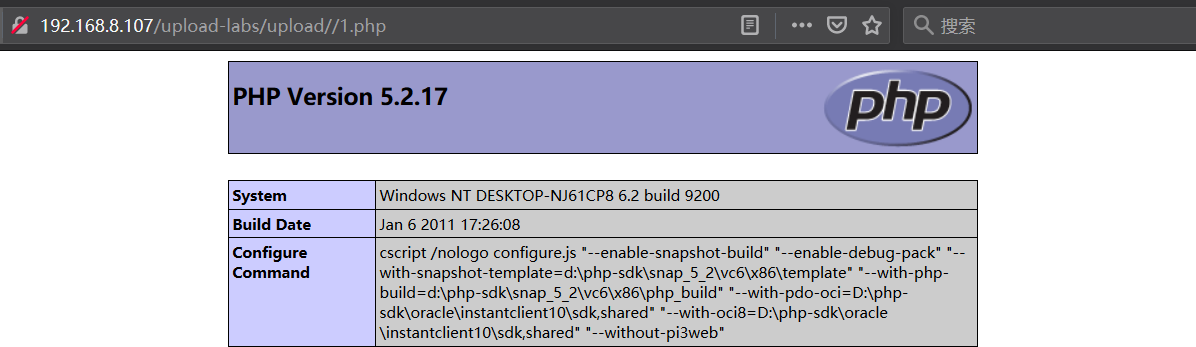 192.168.8.107/upload-labs/upload//1.php
搜索
PHP Version 5.2.17
php
System
Windows NT DESKTOP-NJ61CP8 6.2 build 9200
Build Date
Jan 6 2011 17:26:08
Configure
Command
cscript /nologo configure.js "--enable-snapshot-build" "--enable-debug-pack" "--
with-snapshot-template=d:\php-sdk\snap_5_2\vc6\x86\template" "--with-php-
build=d:\php-sdk\snap_5_2\vc6\x86\php_build" "--with-pdo-oci=D:\php-
sdk\oracle\instantclient10\sdk,shared" "--with-oci8=D:\php-sdk\oracle
\instantclient10\sdk,shared" "--without-pi3web"